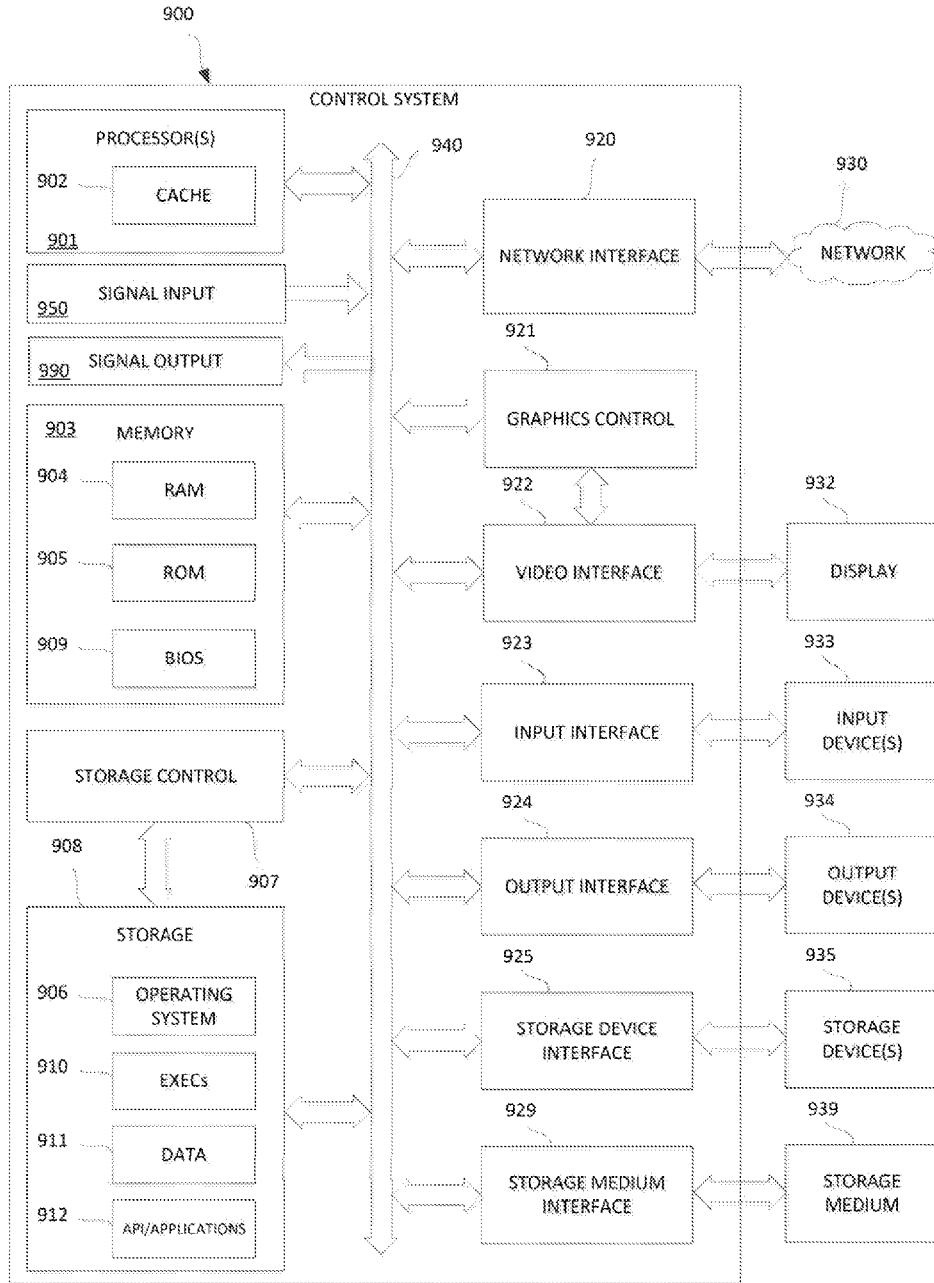 900
CONTROL SYSTEM
PROCESSOR(S)
902
CACHE
901
940
920
NETWORK INTERFACE
930
NETWORK
SIGNAL INPUT
950
SIGNAL OUTPUT
990
921
GRAPHICS CONTROL
903
MEMORY
904
RAM
905
ROM
909
BIOS
922
VIDEO INTERFACE
932
DISPLAY
923
INPUT INTERFACE
933
INPUT
DEVICE(S)
STORAGE CONTROL
907
924
OUTPUT INTERFACE
934
OUTPUT
DEVICE(S)
908
STORAGE
906
OPERATING
SYSTEM
910
EXECs
911
DATA
912
API/APPLICATIONS
925
STORAGE DEVICE
INTERFACE
935
STORAGE
DEVICE(S)
929
STORAGE MEDIUM
INTERFACE
939
STORAGE
MEDIUM